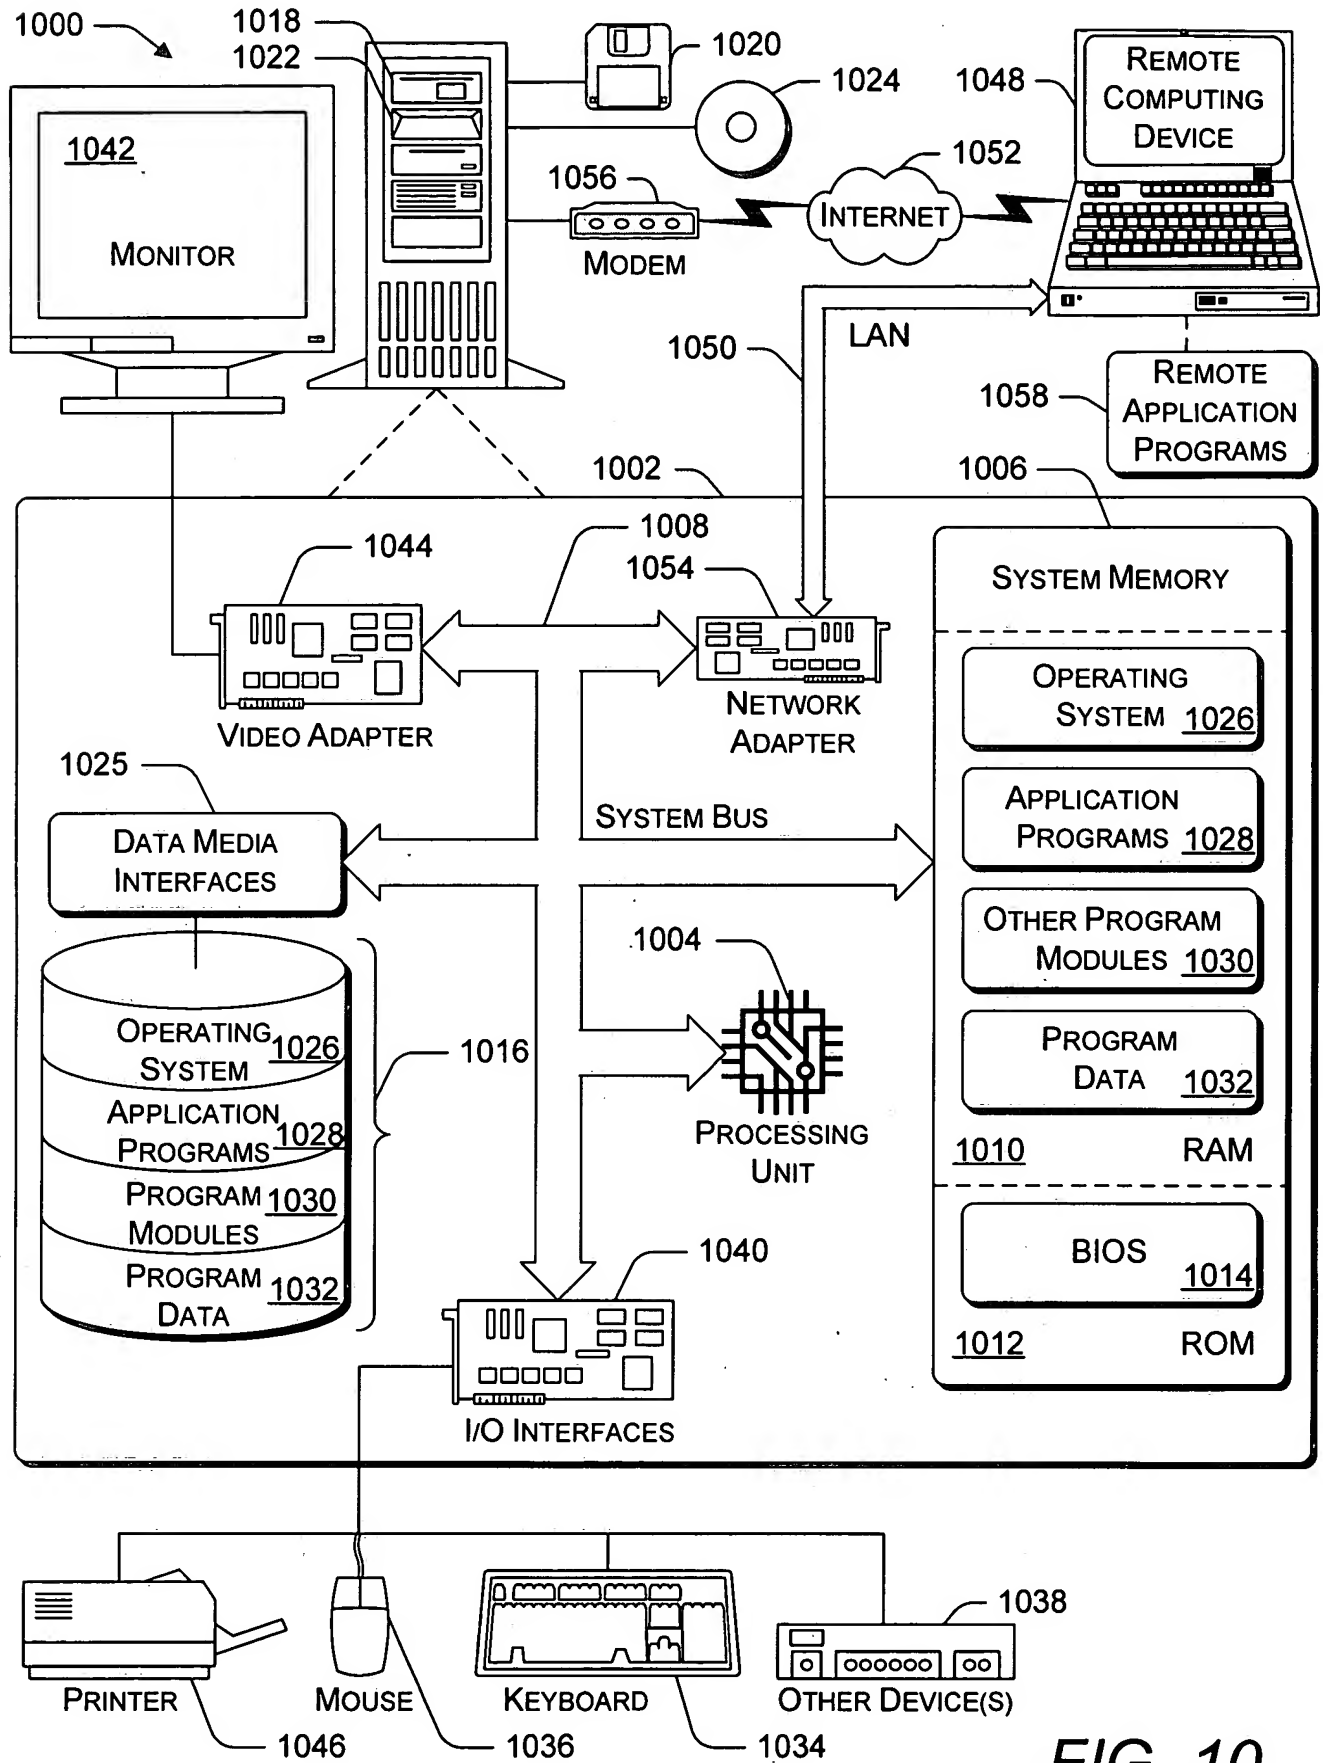 1000
1018
1022
1020
1024
1048
REMOTE
COMPUTING
DEVICE
1042
MONITOR
1056
MODEM
1052
INTERNET
LAN
1050
1058
REMOTE
APPLICATION
PROGRAMS
1002
1006
1044
1008
1054
VIDEO ADAPTER
NETWORK
ADAPTER
SYSTEM MEMORY
OPERATING
SYSTEM 1026
APPLICATION
PROGRAMS 1028
OTHER PROGRAM
MODULES 1030
PROGRAM
DATA 1032
1010 RAM
BIOS
1014
1012 ROM
1025
DATA MEDIA
INTERFACES
SYSTEM BUS
1004
PROCESSING
UNIT
OPERATING
SYSTEM 1026
APPLICATION
PROGRAMS 1028
PROGRAM
MODULES 1030
PROGRAM
DATA 1032
1016
1040
I/O INTERFACES
PRINTER
1046
MOUSE
1036
KEYBOARD
1034
OTHER DEVICE(S)
1038
FIG. 10